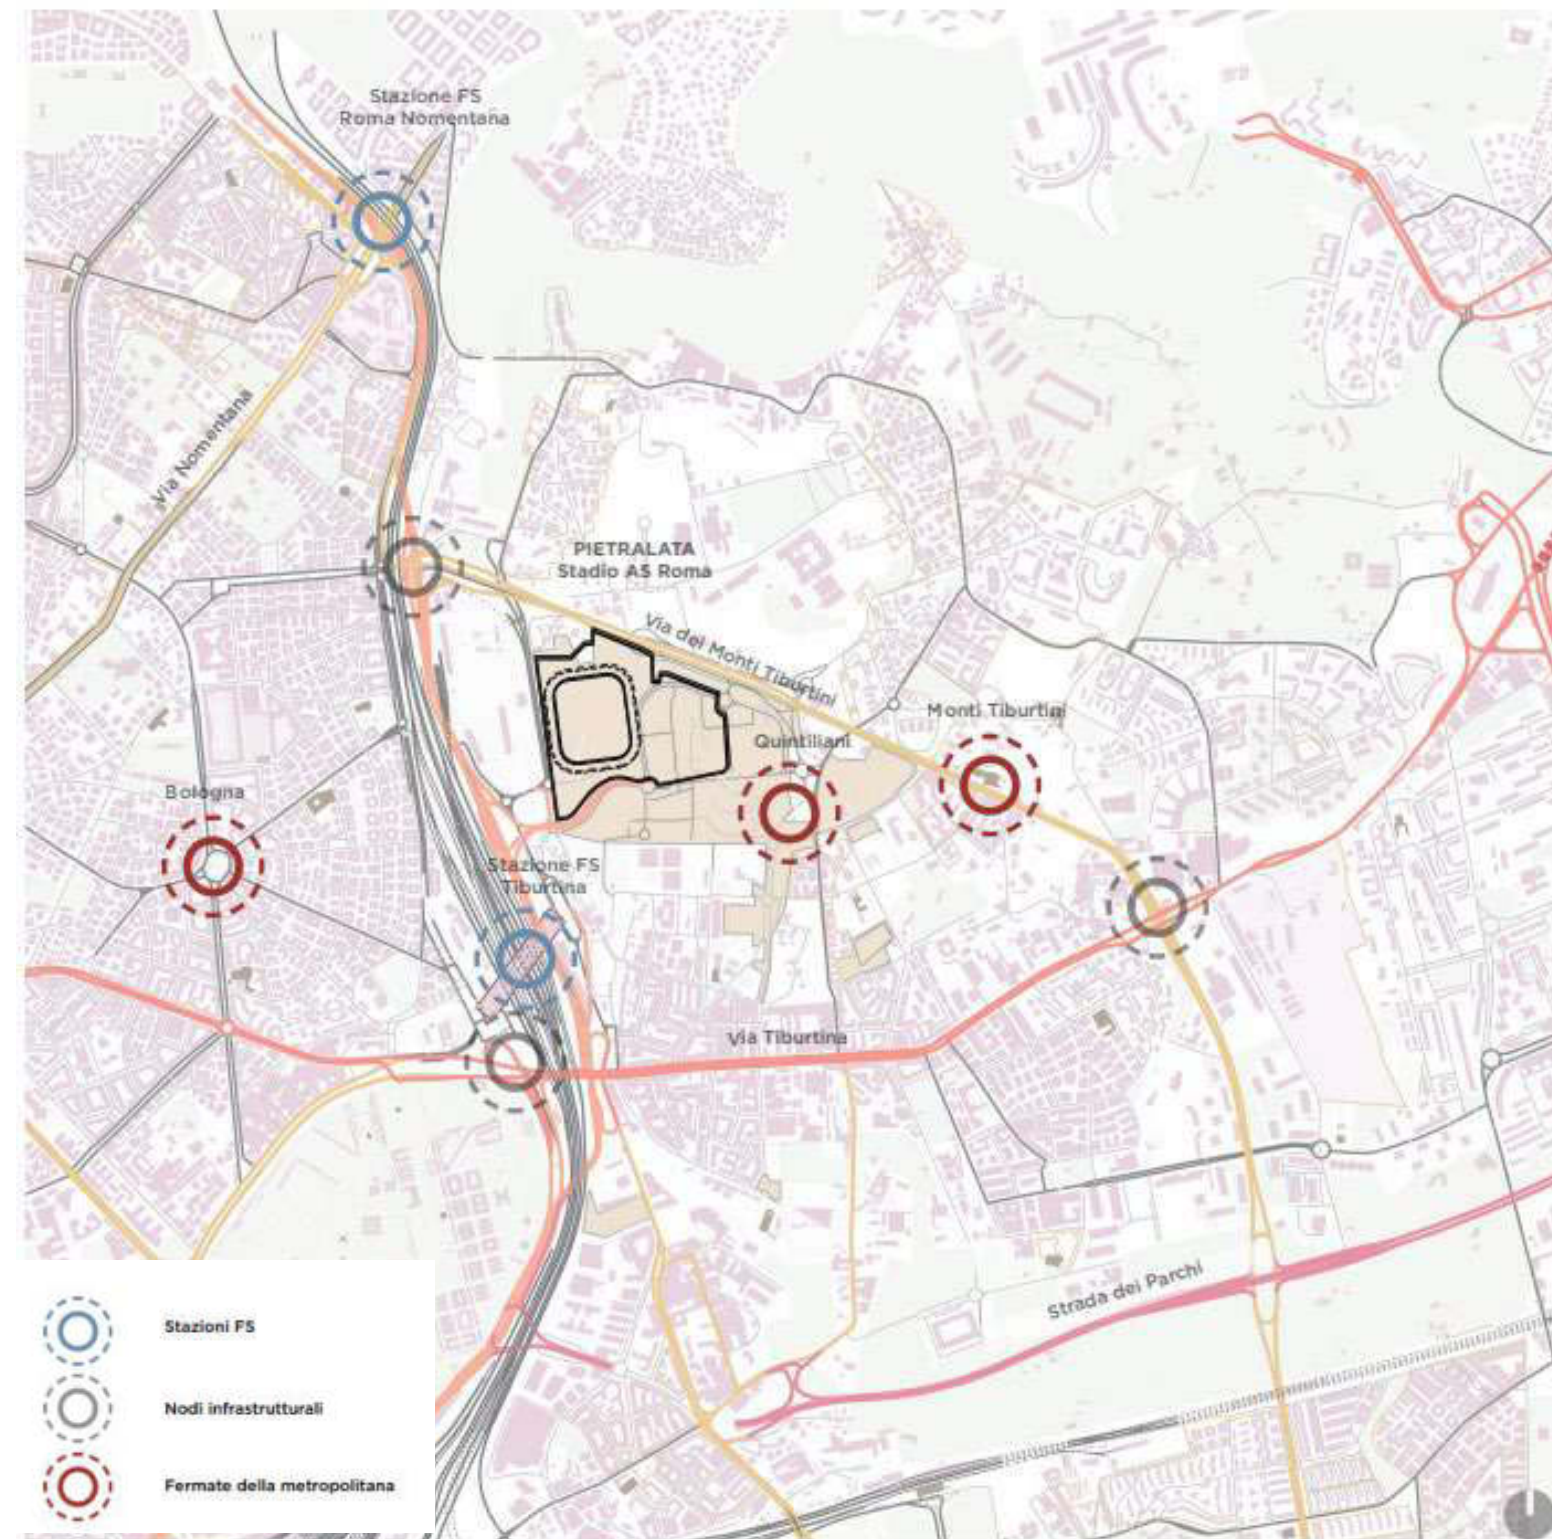 Stazione FS
Roma Nomentana
Via Nomentana
PIETRALATA
Stadio AS Roma
Via dei Monti Tiburtini
Monti Tiburtini
Quintiliani
Bologna
Stazione FS
Tiburtina
Via Tiburtina
Strada dei Parchi
Stazioni FS
Nodi infrastrutturali
Fermate della metropolitana